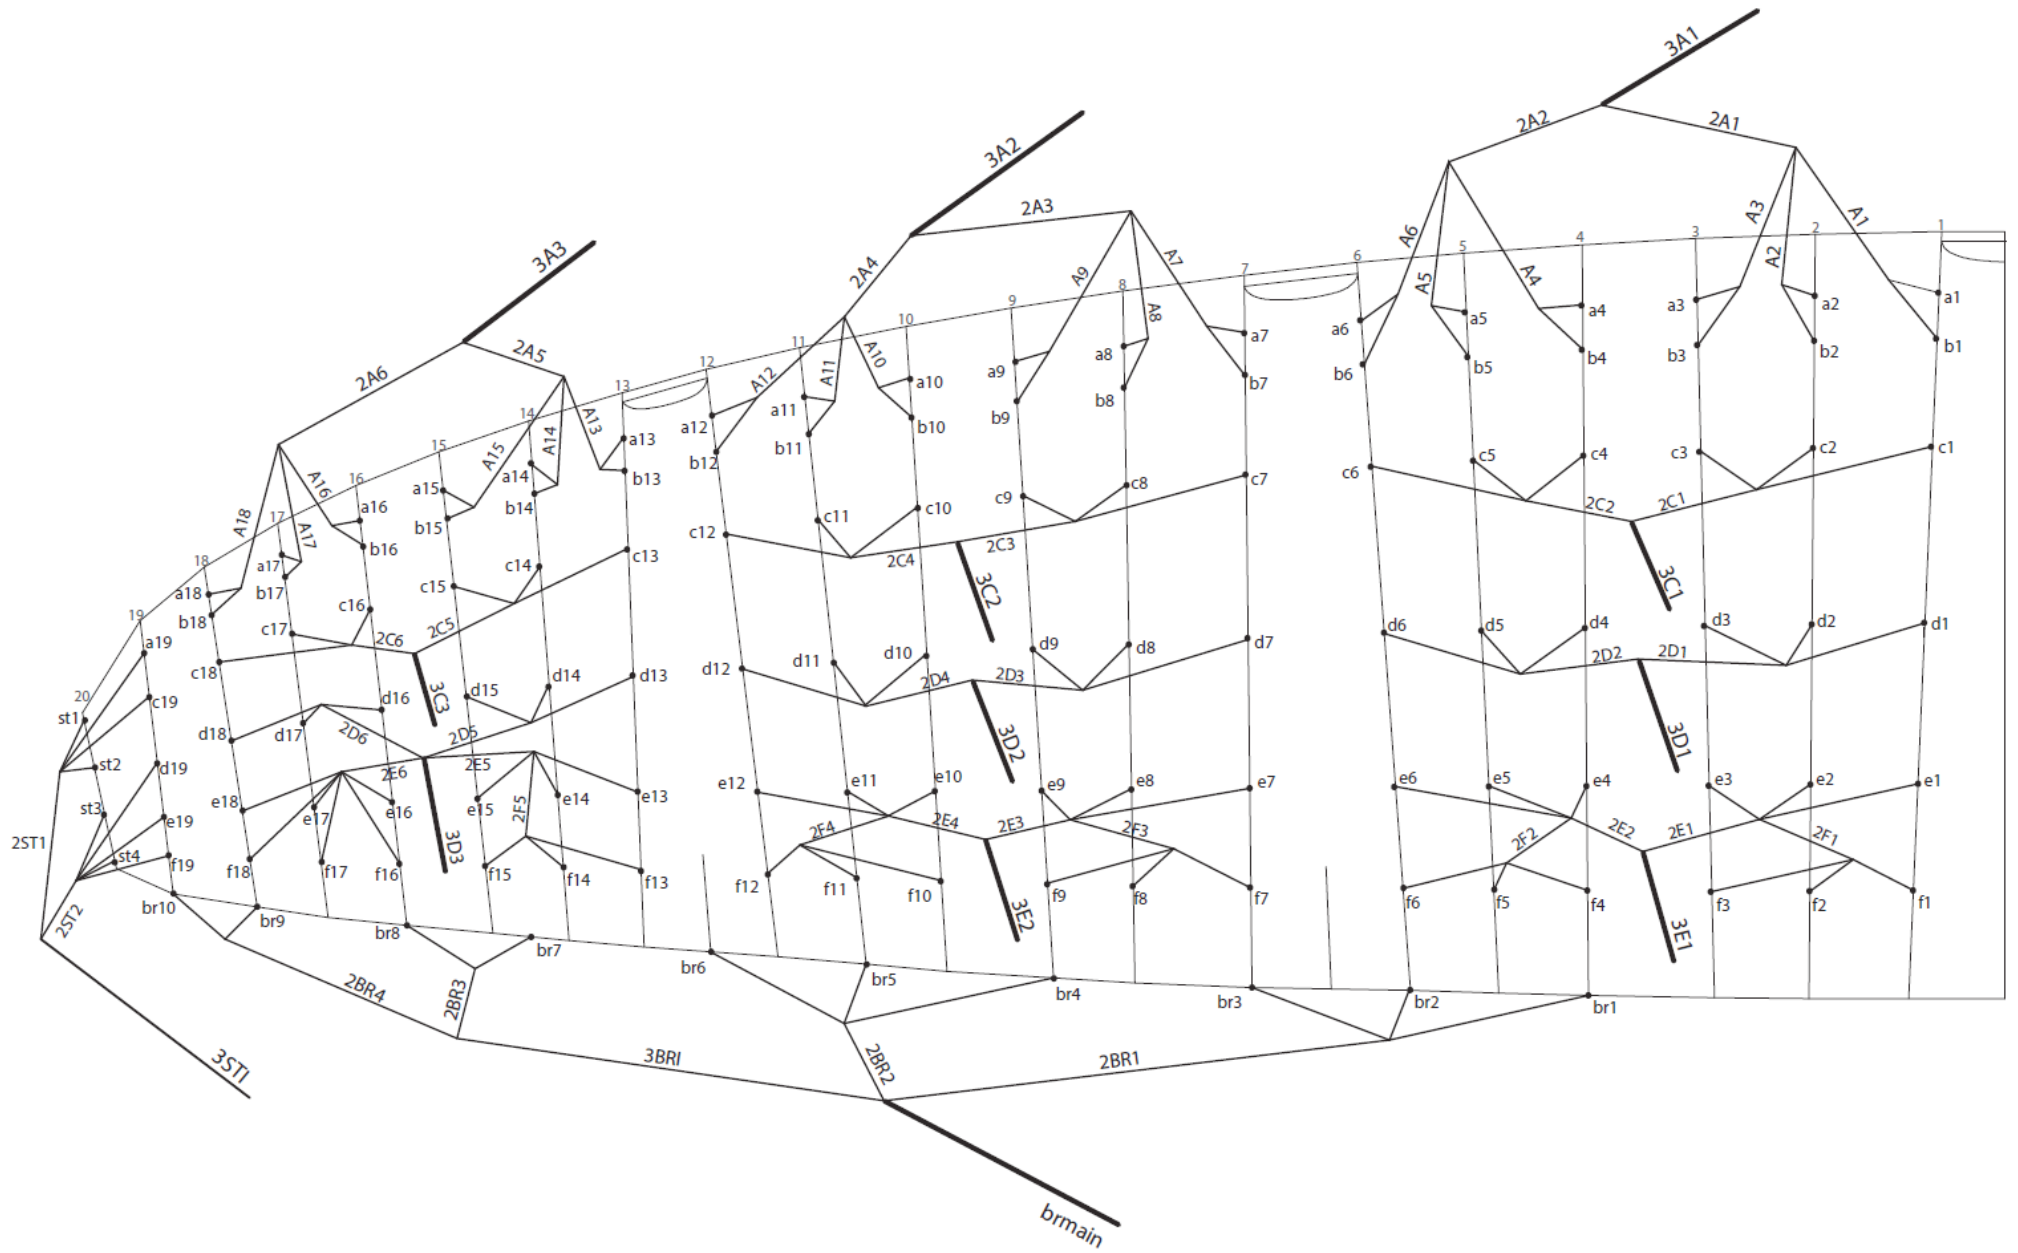 3A1
2A2
2A1
3A2
2A3
2A4
3A3
2A5
2A6
A6
A5
A4
A3
A2
A1
A9
A8
A7
A12
A11
A10
A15
A14
A13
A18
A17
A16
20
19
18
17
16
15
14
13
12
11
10
9
8
7
6
5
4
3
2
1
a19
a18
a17
a16
a15
a14
a13
a12
a11
a10
a9
a8
a7
a6
a5
a4
a3
a2
a1
b18
b17
b16
b15
b14
b13
b12
b11
b10
b9
b8
b7
b6
b5
b4
b3
b2
b1
c19
c18
c17
c16
c15
c14
c13
c12
c11
c10
c9
c8
c7
c6
c5
c4
c3
c2
c1
2C6
2C5
2C4
2C3
2C2
2C1
3C3
3C2
3C1
st1
st2
st3
st4
d19
d18
d17
d16
d15
d14
d13
d12
d11
d10
d9
d8
d7
d6
d5
d4
d3
d2
d1
2D6
2D5
2D4
2D3
2D2
2D1
3D3
3D2
3D1
e19
e18
e17
e16
e15
e14
e13
e12
e11
e10
e9
e8
e7
e6
e5
e4
e3
e2
e1
2E6
2E5
2E4
2E3
2E2
2E1
3E2
3E1
2F5
2F4
2F3
2F2
2F1
f19
f18
f17
f16
f15
f14
f13
f12
f11
f10
f9
f8
f7
f6
f5
f4
f3
f2
f1
2ST1
2ST2
3STI
br10
br9
br8
br7
br6
br5
br4
br3
br2
br1
2BR4
2BR3
3BRI
2BR2
2BR1
brmain